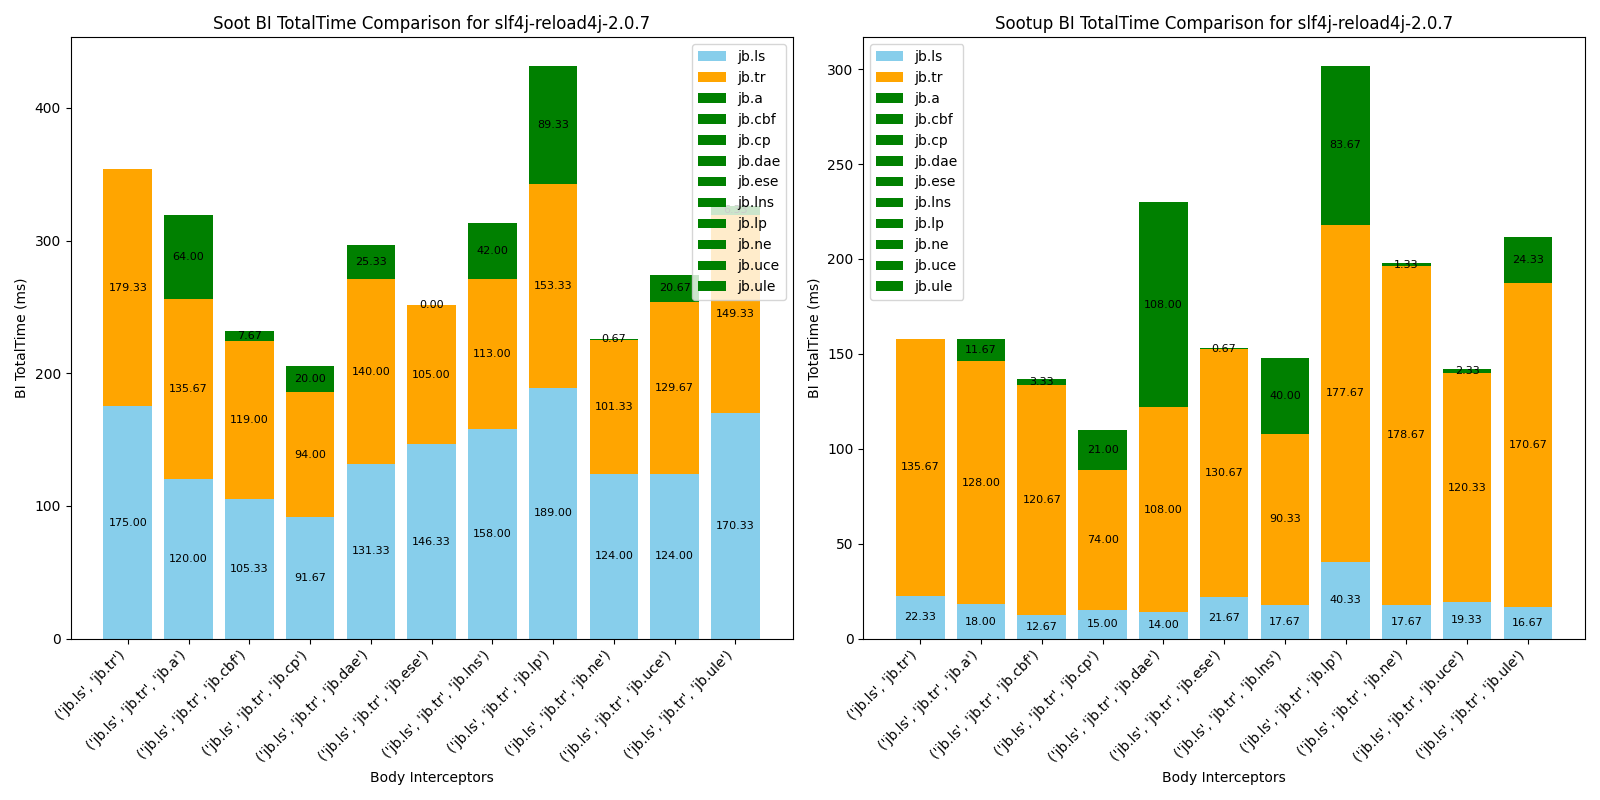 Soot BI TotalTime Comparison for slf4j-reload4j-2.0.7
BI TotalTime (ms)
400
300
200
100
0
jb.ls
jb.tr
jb.a
jb.cbf
jb.cp
jb.dae
jb.ese
jb.lns
jb.lp
jb.ne
jb.uce
jb.ule
179.33
175.00
64.00
135.67
120.00
7.67
119.00
105.33
20.00
94.00
91.67
25.33
140.00
131.33
0.00
105.00
146.33
42.00
113.00
158.00
89.33
153.33
189.00
0.67
101.33
124.00
20.67
129.67
124.00
149.33
170.33
('jb.ls', 'jb.tr')
('jb.ls', 'jb.tr', 'jb.a')
('jb.ls', 'jb.tr', 'jb.cbf')
('jb.ls', 'jb.tr', 'jb.cp')
('jb.ls', 'jb.tr', 'jb.dae')
('jb.ls', 'jb.tr', 'jb.ese')
('jb.ls', 'jb.tr', 'jb.lns')
('jb.ls', 'jb.tr', 'jb.lp')
('jb.ls', 'jb.tr', 'jb.ne')
('jb.ls', 'jb.tr', 'jb.uce')
('jb.ls', 'jb.tr', 'jb.ule')
Body Interceptors
Sootup BI TotalTime Comparison for slf4j-reload4j-2.0.7
BI TotalTime (ms)
300
250
200
150
100
50
0
jb.ls
jb.tr
jb.a
jb.cbf
jb.cp
jb.dae
jb.ese
jb.lns
jb.lp
jb.ne
jb.uce
jb.ule
135.67
22.33
11.67
128.00
18.00
3.33
120.67
12.67
21.00
74.00
15.00
108.00
108.00
14.00
0.67
130.67
21.67
40.00
90.33
17.67
83.67
177.67
40.33
1.33
178.67
17.67
2.33
120.33
19.33
24.33
170.67
16.67
('jb.ls', 'jb.tr')
('jb.ls', 'jb.tr', 'jb.a')
('jb.ls', 'jb.tr', 'jb.cbf')
('jb.ls', 'jb.tr', 'jb.cp')
('jb.ls', 'jb.tr', 'jb.dae')
('jb.ls', 'jb.tr', 'jb.ese')
('jb.ls', 'jb.tr', 'jb.lns')
('jb.ls', 'jb.tr', 'jb.lp')
('jb.ls', 'jb.tr', 'jb.ne')
('jb.ls', 'jb.tr', 'jb.uce')
('jb.ls', 'jb.tr', 'jb.ule')
Body Interceptors